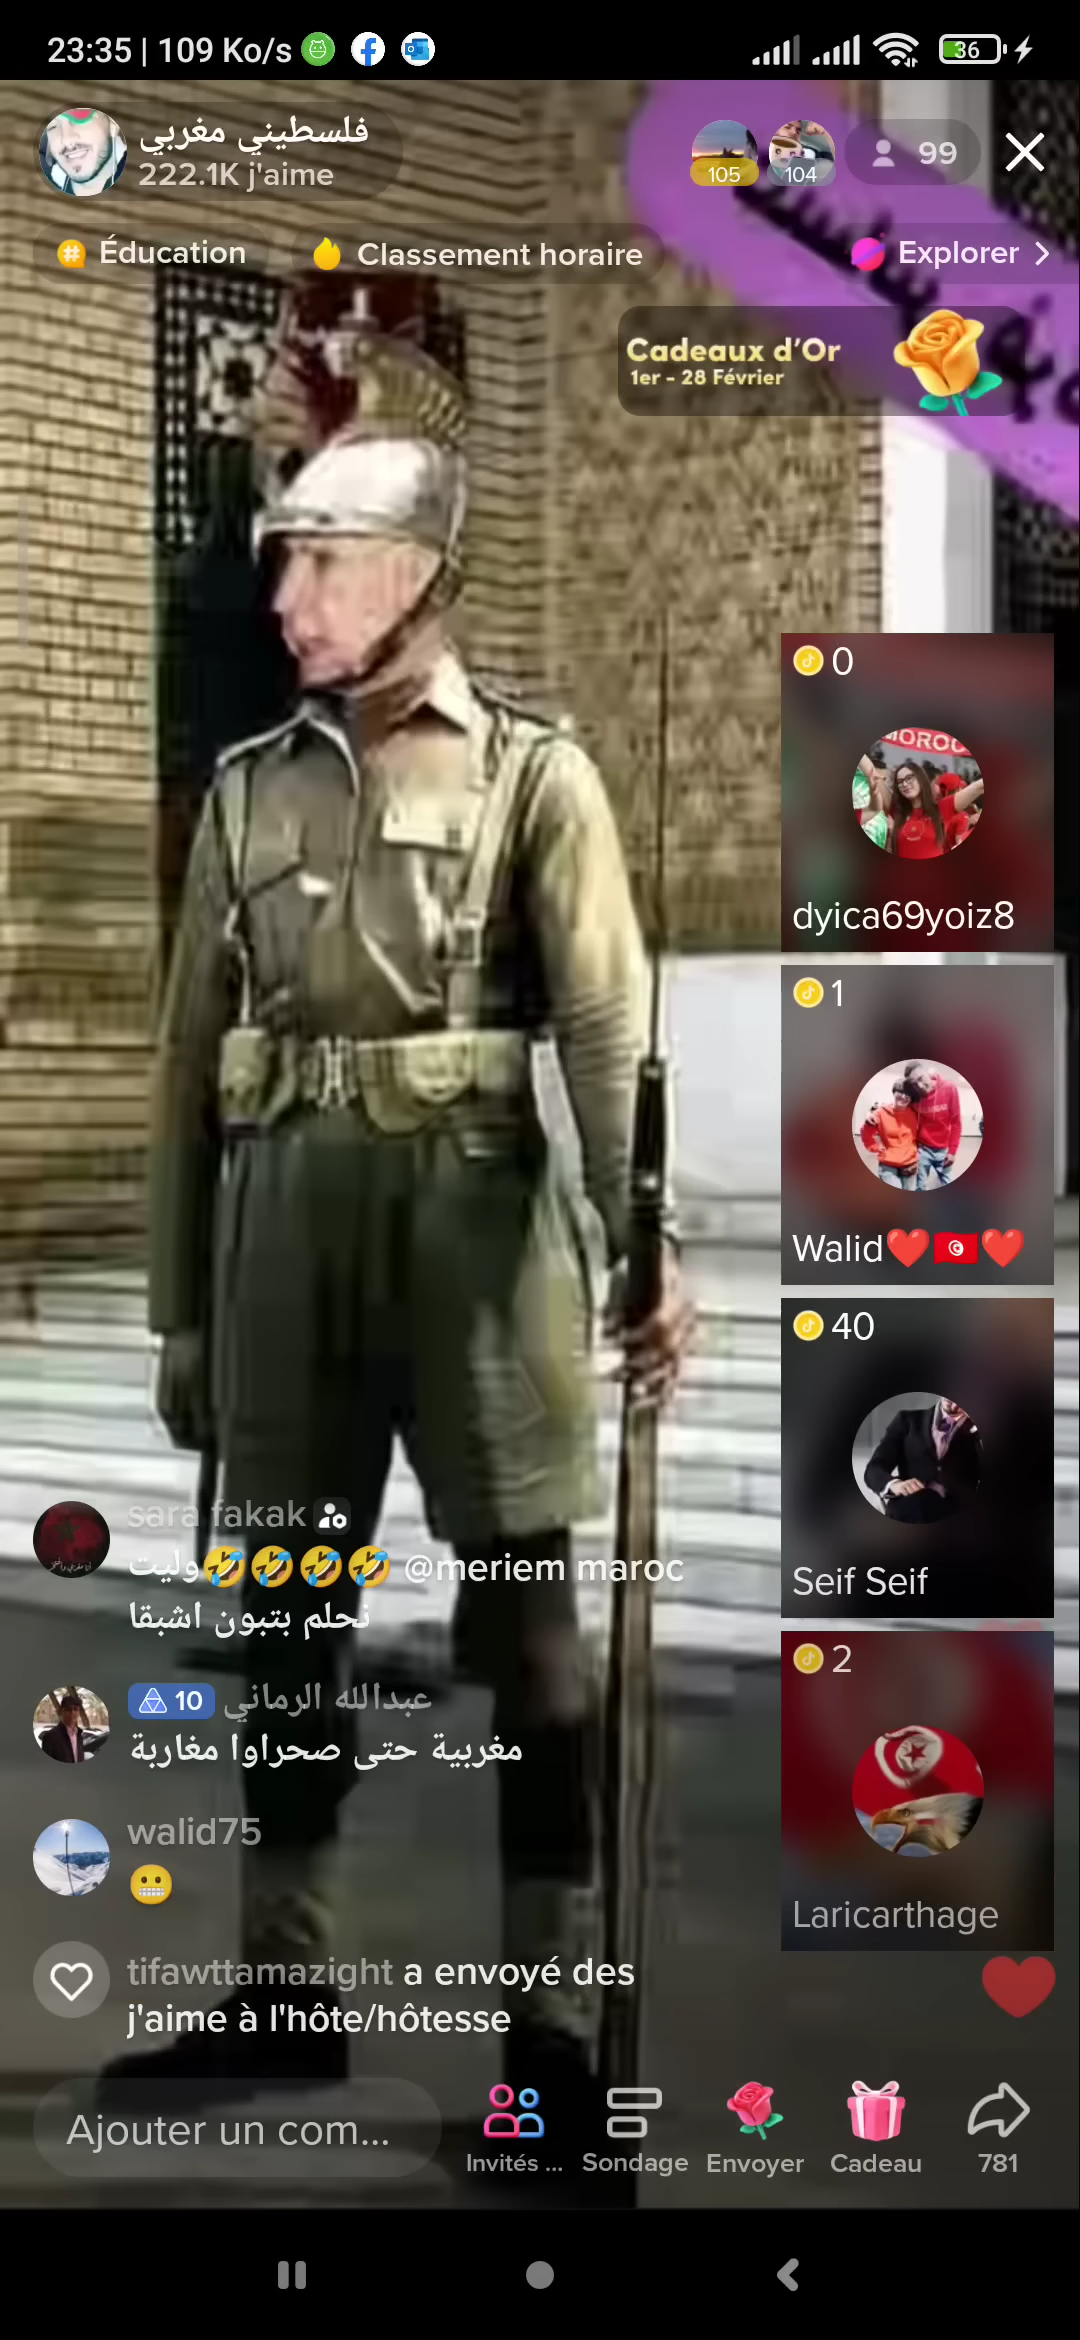 23:35 | 109 Ko/s
36
فلسطيني مغربي
222.1K j'aime
105
104
99
Éducation
Classement horaire
Explorer
Cadeaux d'Or
1er - 28 Février
0
MOROC
dyica69yoiz8
1
Walid❤️🇹🇳❤️
40
Seif Seif
2
Laricarthage
sara fakak
@meriem maroc 🤣🤣🤣🤣وليت
نحلم بتبون اشبقا
10 عبدالله الرماني
مغربية حتى صحراوا مغاربة
walid75
😬
tifawttamazight a envoyé des
j'aime à l'hôte/hôtesse
Ajouter un com...
Invités ...
Sondage
Envoyer
Cadeau
781